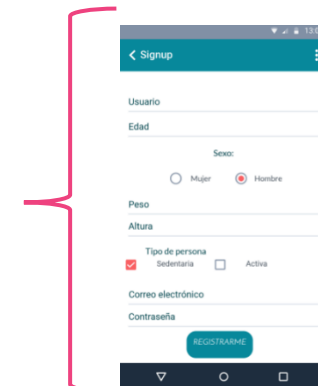 13:0
Signup
Usuario
Edad
Sexo:
Mujer Hombre
Peso
Altura
Tipo de persona
Sedentaria Activa
Correo electrónico
Contraseña
REGISTRARME